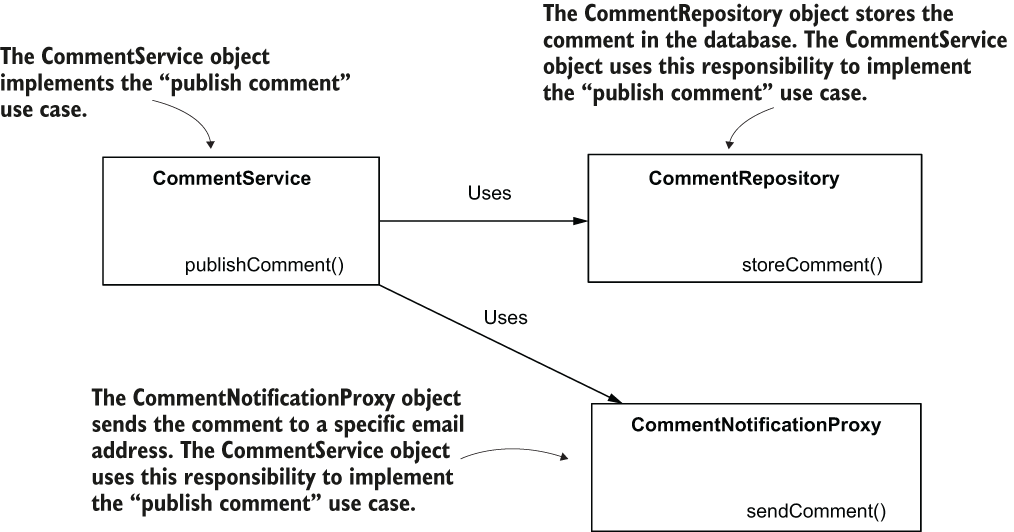 The CommentService object
implements the “publish comment”
use case.
The CommentRepository object stores the
comment in the database. The CommentService
object uses this responsibility to implement
the “publish comment” use case.
CommentService
publishComment()
Uses
CommentRepository
storeComment()
Uses
The CommentNotificationProxy object
sends the comment to a specific email
address. The CommentService object
uses this responsibility to implement
the “publish comment” use case.
CommentNotificationProxy
sendComment()